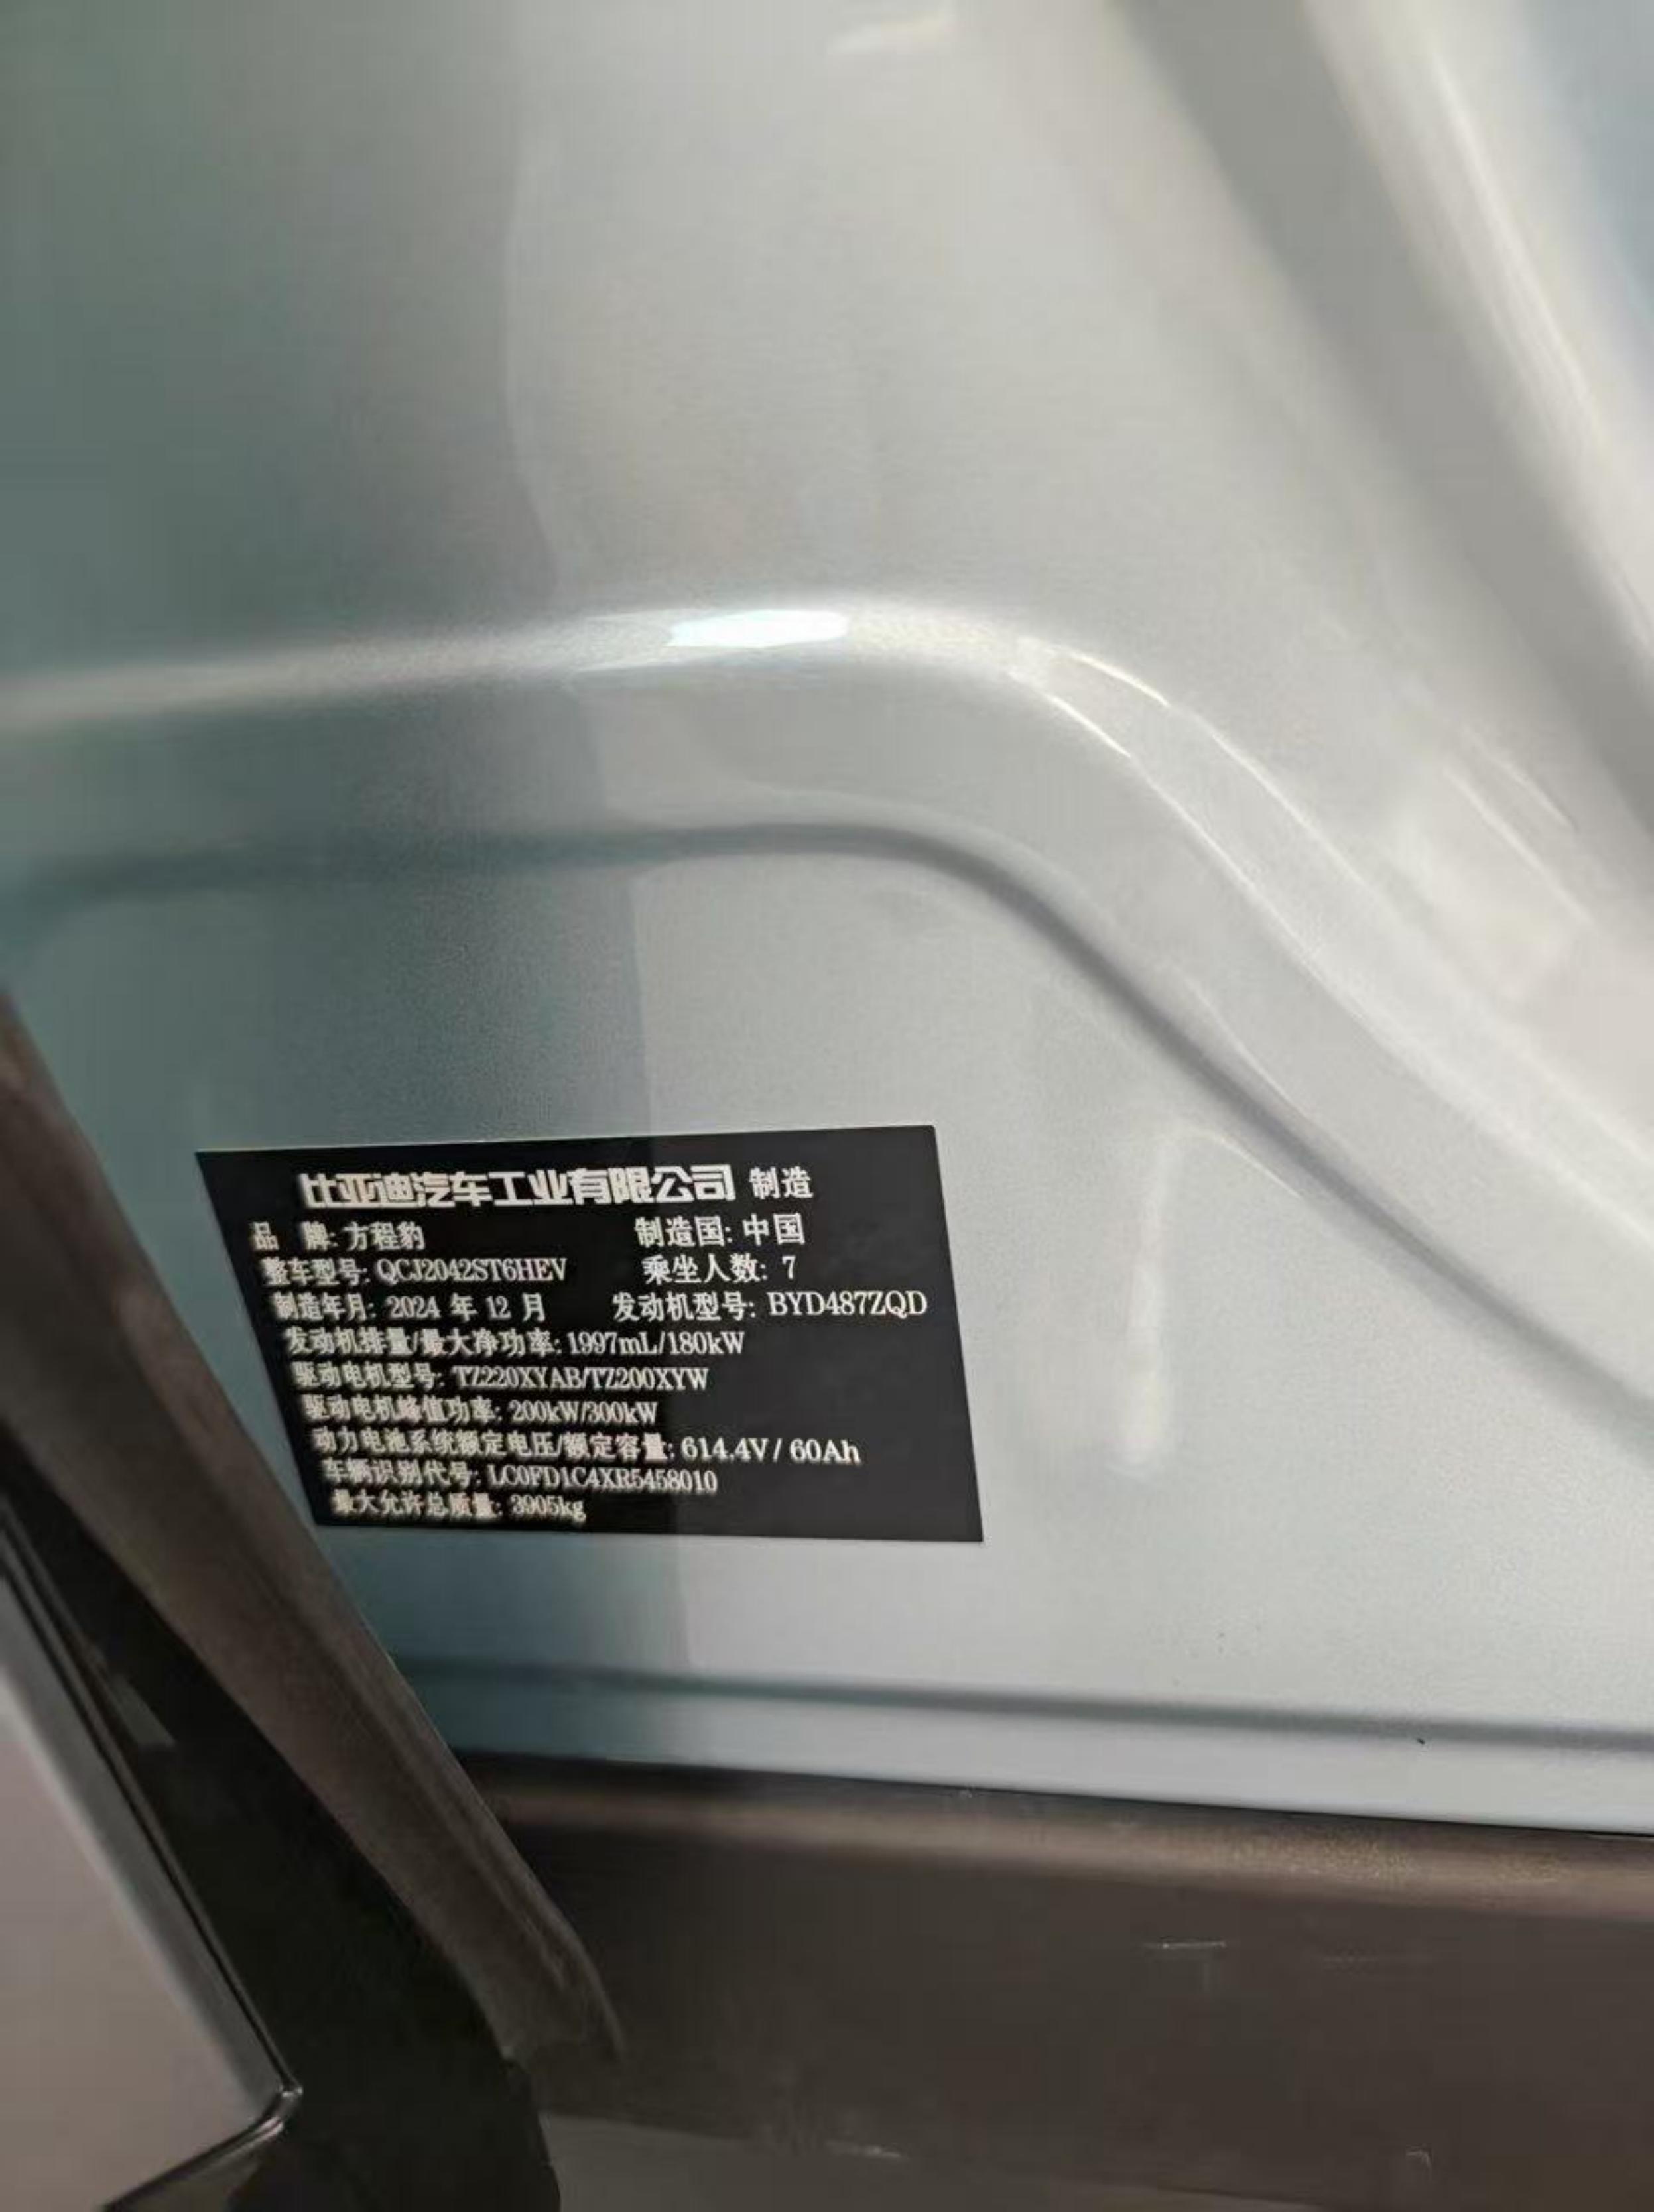 比亚迪汽车工业有限公司 制造
品 牌: 方程豹 制造国: 中国
整车型号: QCJ2042ST6HEV 乘坐人数: 7
制造年月: 2024 年 12 月 发动机型号: BYD487ZQD
发动机排量/最大净功率: 1997mL/180kW
驱动电机型号: TZ220XYAB/TZ200XYW
驱动电机峰值功率: 200kW/300kW
动力电池系统额定电压/额定容量: 614.4V / 60Ah
车辆识别代号: LC0FD1C4XR5458010
最大允许总质量: 3905kg